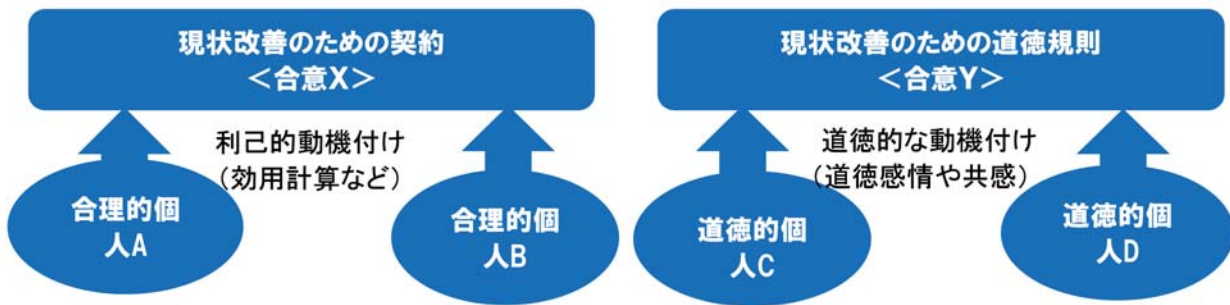 現状改善のための契約
＜合意X＞
利己的動機付け
（効用計算など）
合理的個
人A
合理的個
人B
現状改善のための道徳規則
＜合意Y＞
道徳的な動機付け
（道徳感情や共感）
道徳的個
人C
道徳的個
人D